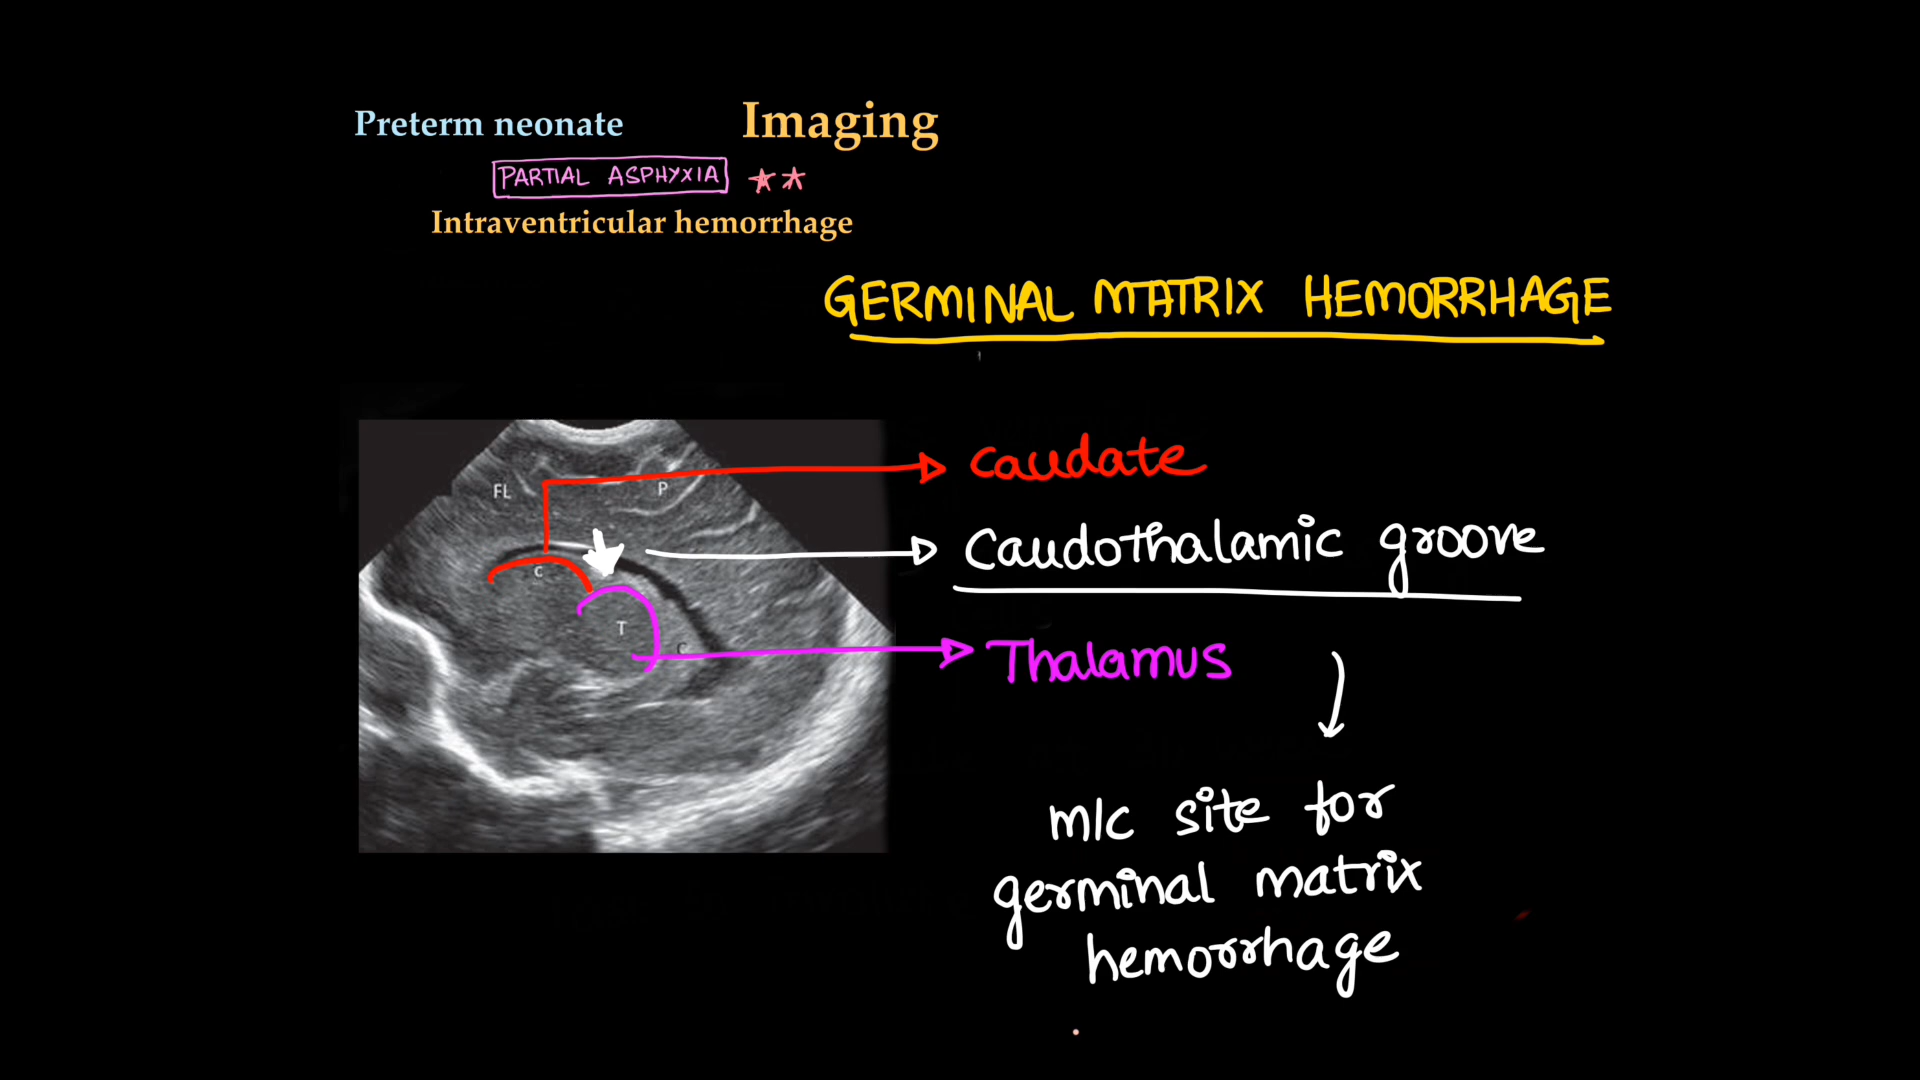 Preterm neonate Imaging
PARTIAL ASPHYXIA **
Intraventricular hemorrhage
GERMINAL MATRIX HEMORRHAGE
Caudate
FL P
Caudothalamic groove
C
T
C
Thalamus
M/C site for
germinal matrix
hemorrhage